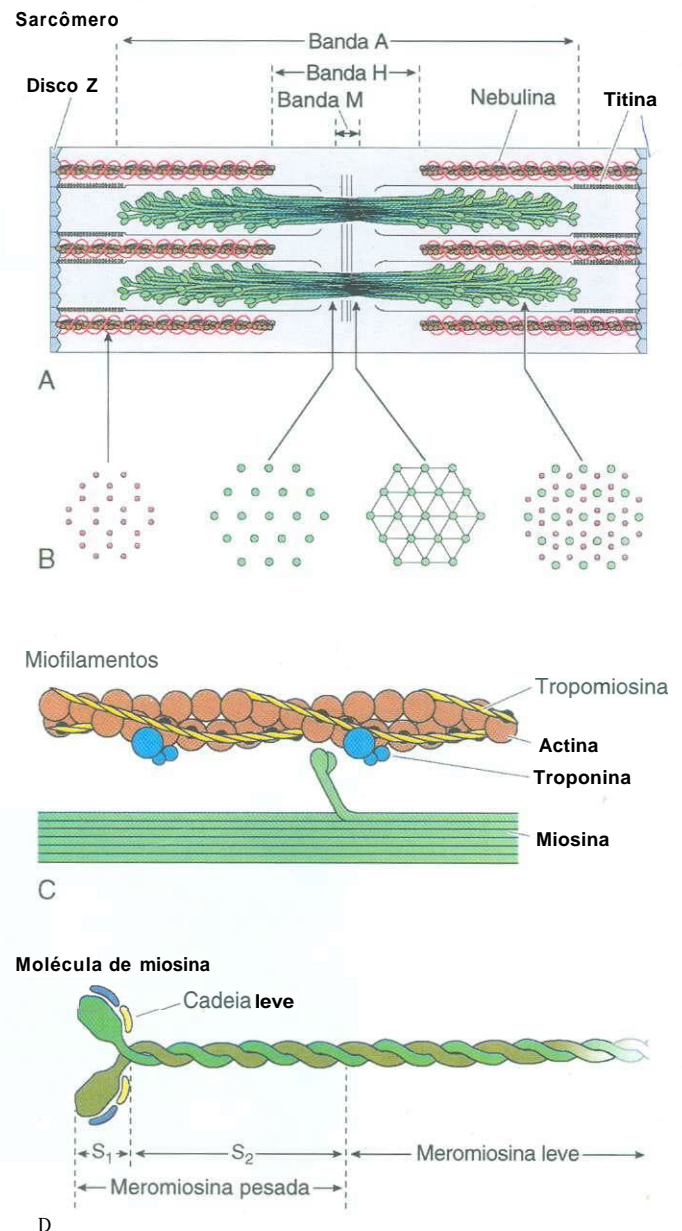 Sarcômero
Banda A
Banda H
Disco Z
Banda M
Nebulina
Titina
A
B
Miofilamentos
Tropomiosina
Actina
Troponina
Miosina
C
Molécula de miosina
Cadeia leve
S₁
S₂
Meromiosina leve
Meromiosina pesada
D